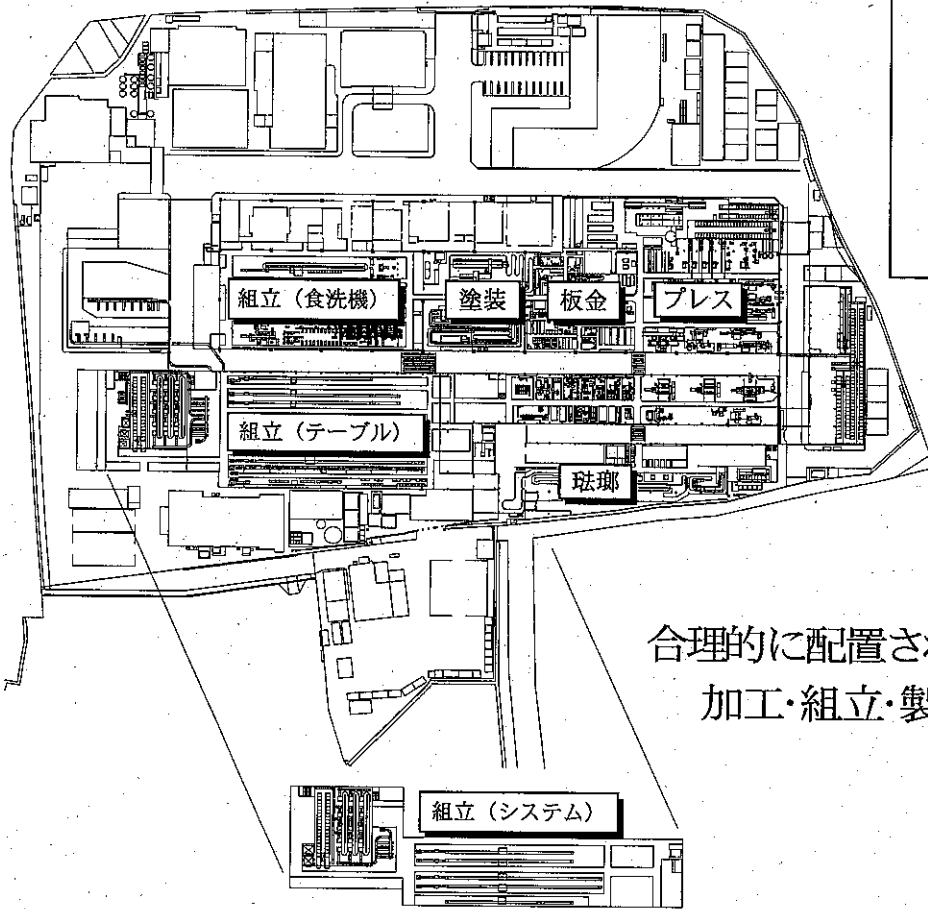 組立（食洗機）
塗装
板金
プレス
組立（テーブル）
琺瑯
合理的に配置さ
加工・組立・製
組立（システム）